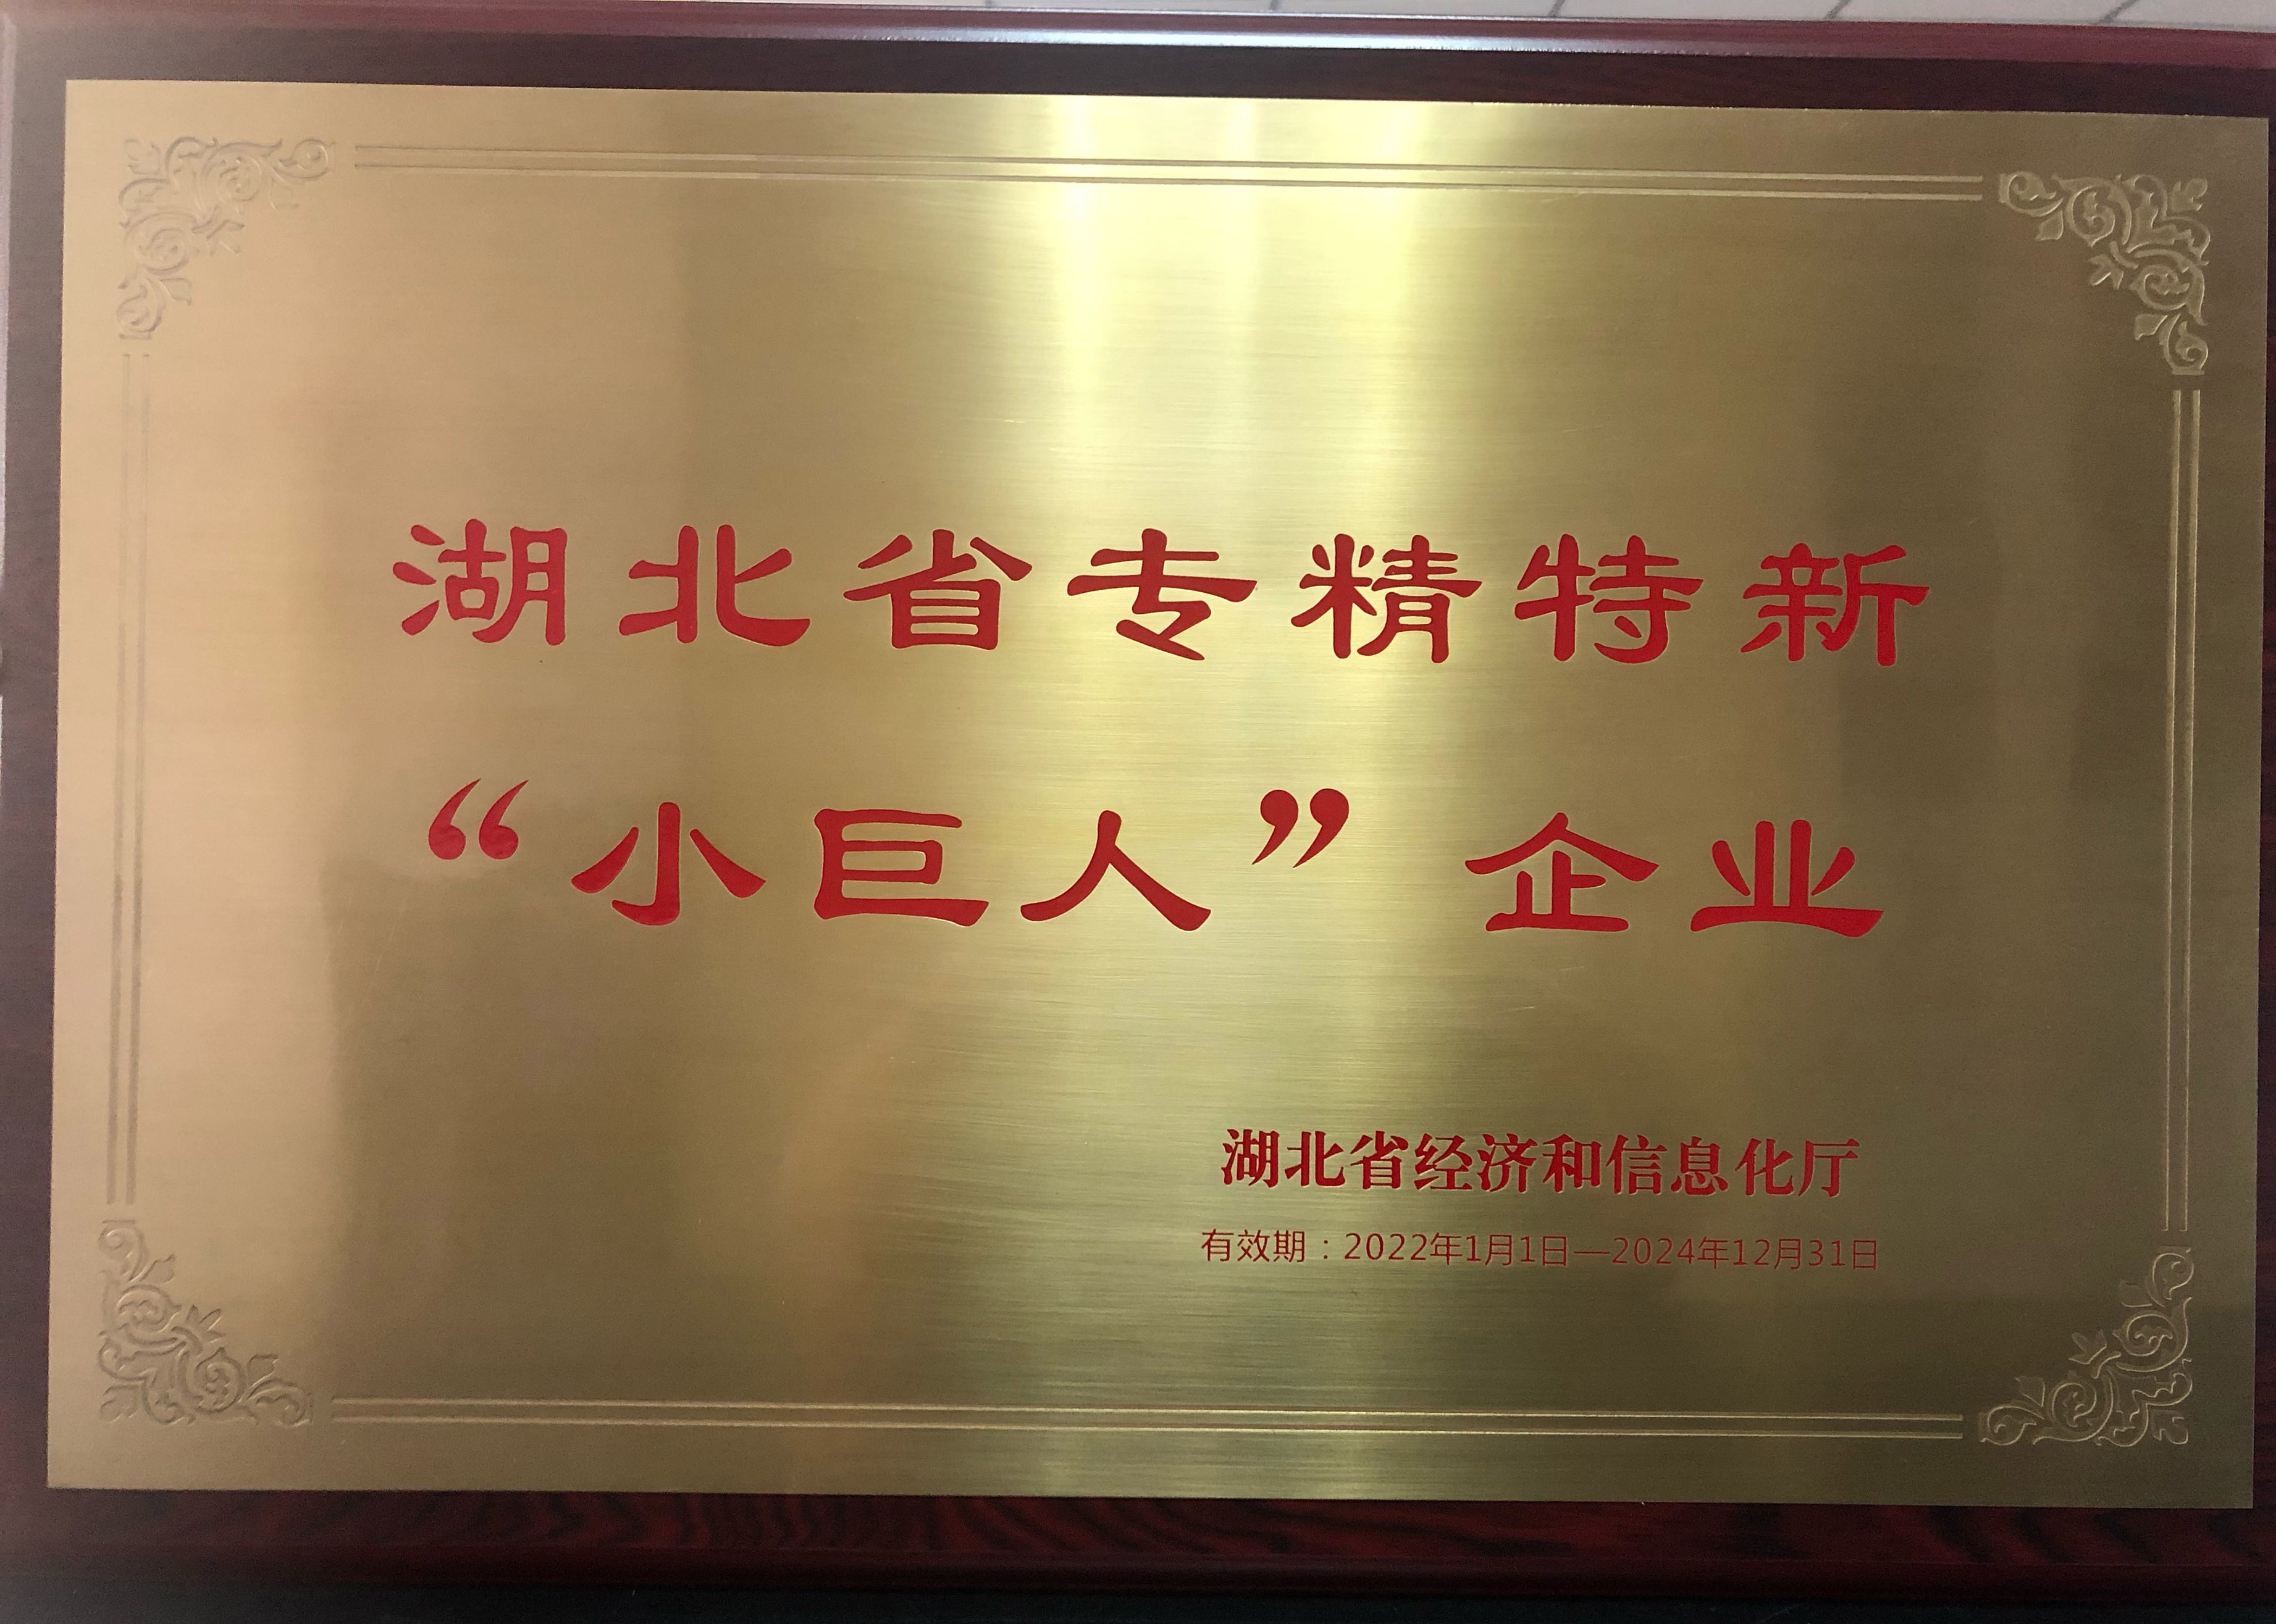 湖北省专精特新
“小巨人”企业
湖北省经济和信息化厅
有效期：2022年1月1日—2024年12月31日